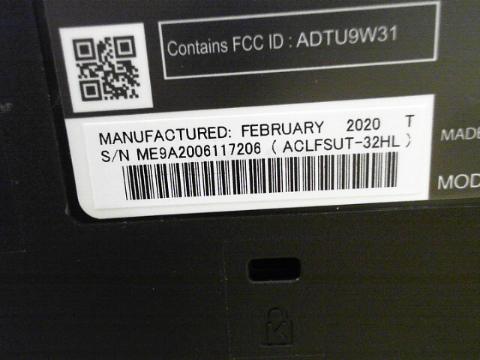 Contains FCC ID : ADTU9W31
MANUFACTURED: FEBRUARY 2020 T
S/N ME9A2006117206 ( ACLFSUT-32HL )
MADE
MOD